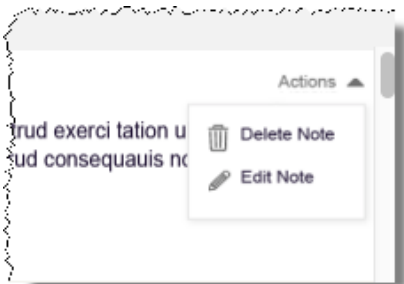 Actions
trud exerci tation u
Delete Note
ud consequauis no
Edit Note